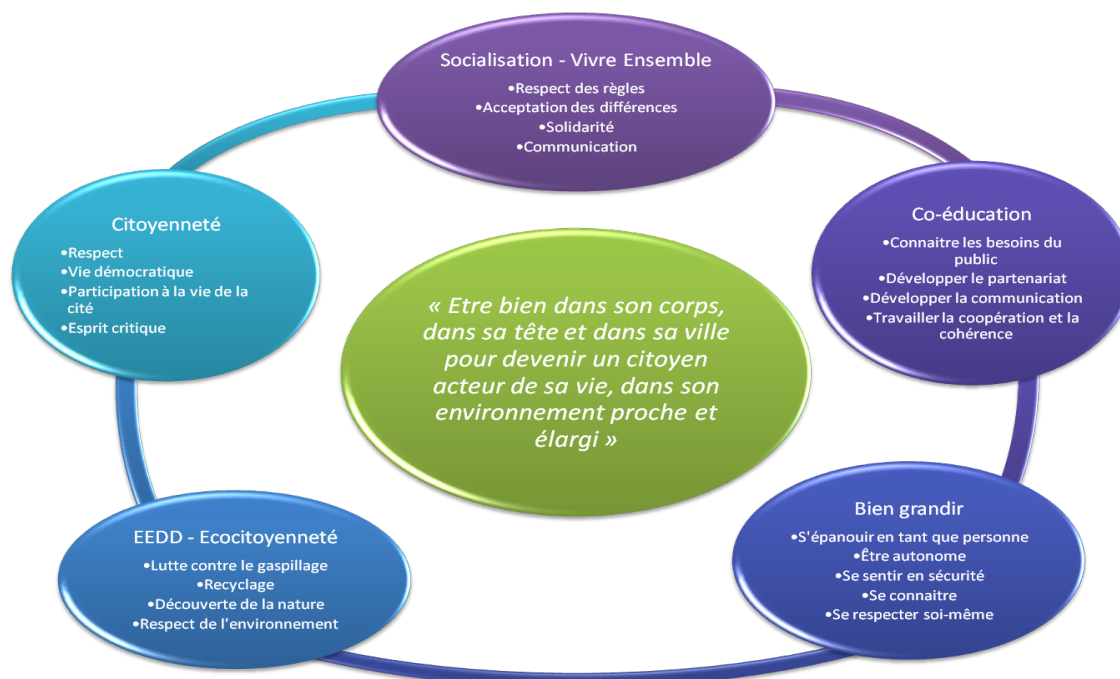 Socialisation - Vivre Ensemble
•Respect des règles
•Acceptation des différences
•Solidarité
•Communication
Co-éducation
•Connaitre les besoins du
public
•Développer le partenariat
•Développer la communication
•Travailler la coopération et la
cohérence
Bien grandir
•S'épanouir en tant que personne
•Être autonome
•Se sentir en sécurité
•Se connaitre
•Se respecter soi-même
EEDD - Ecocitoyenneté
•Lutte contre le gaspillage
•Recyclage
•Découverte de la nature
•Respect de l'environnement
Citoyenneté
•Respect
•Vie démocratique
•Participation à la vie de la
cité
•Esprit critique
« Etre bien dans son corps,
dans sa tête et dans sa ville
pour devenir un citoyen
acteur de sa vie, dans son
environnement proche et
élargi »